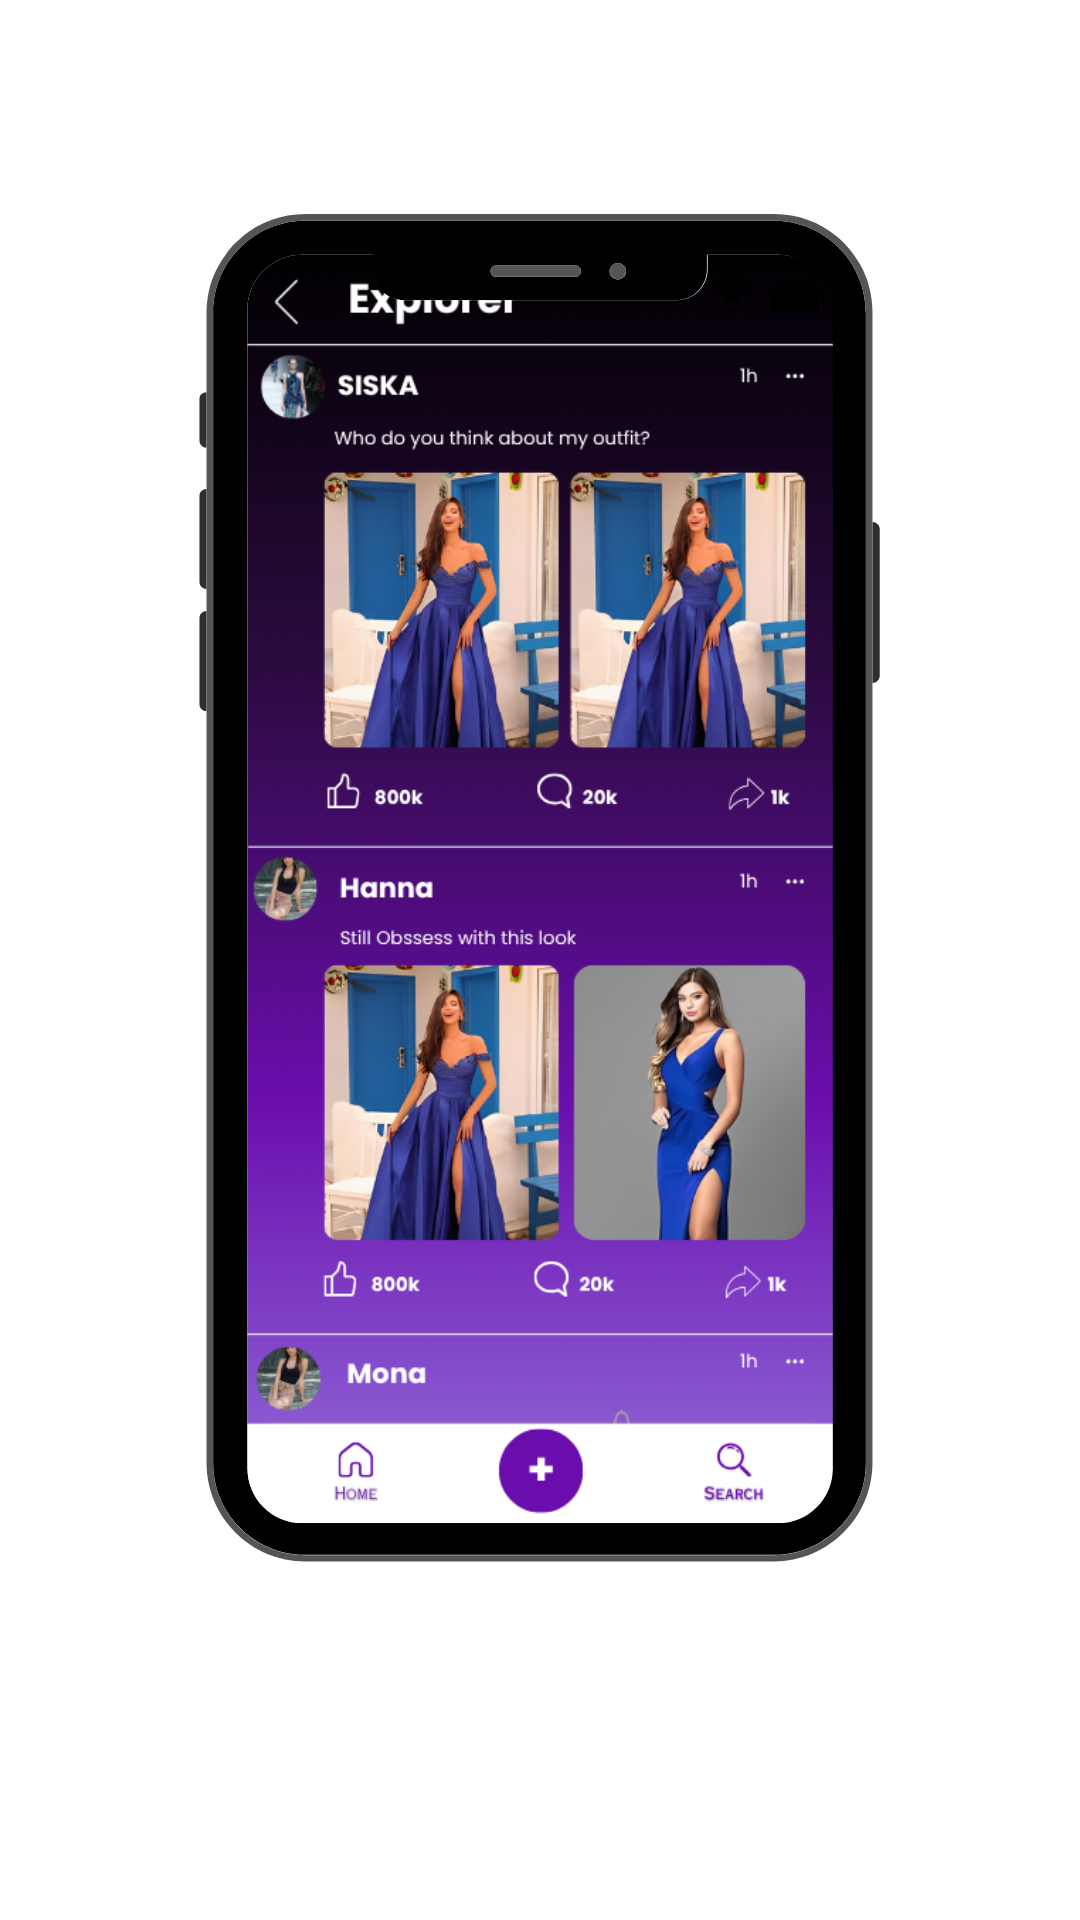 Explorer
SISKA
1h
Who do you think about my outfit?
800k
20k
1k
Hanna
1h
Still Obssess with this look
800k
20k
1k
Mona
1h
HOME
SEARCH